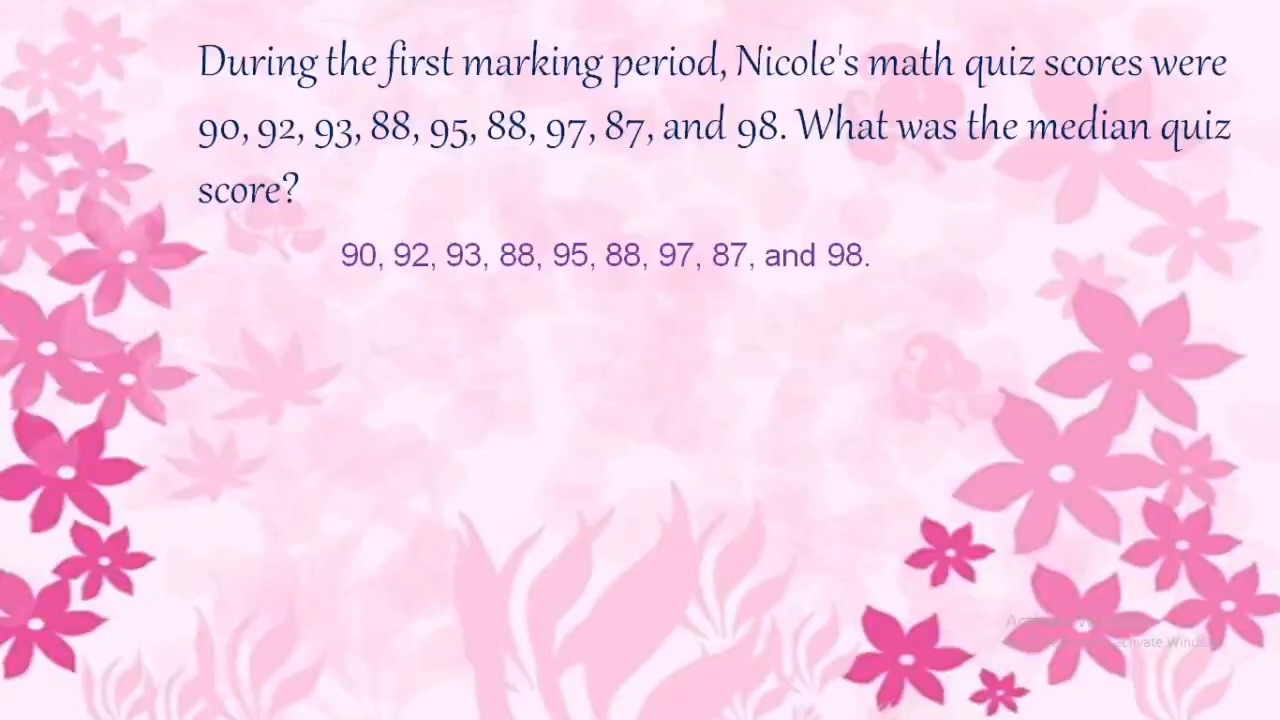 During the first marking period, Nicole's math quiz scores were
90, 92, 93, 88, 95, 88, 97, 87, and 98. What was the median quiz
score?
90, 92, 93, 88, 95, 88, 97, 87, and 98.